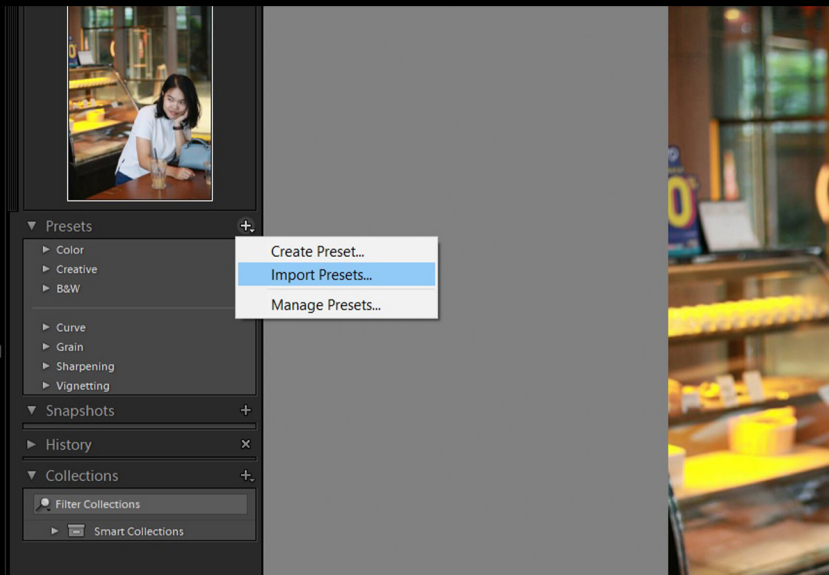 Presets
Color
Creative
B&W
Create Preset...
Import Presets...
Manage Presets...
Curve
Grain
Sharpening
Vignetting
Snapshots
History
Collections
Filter Collections
Smart Collections